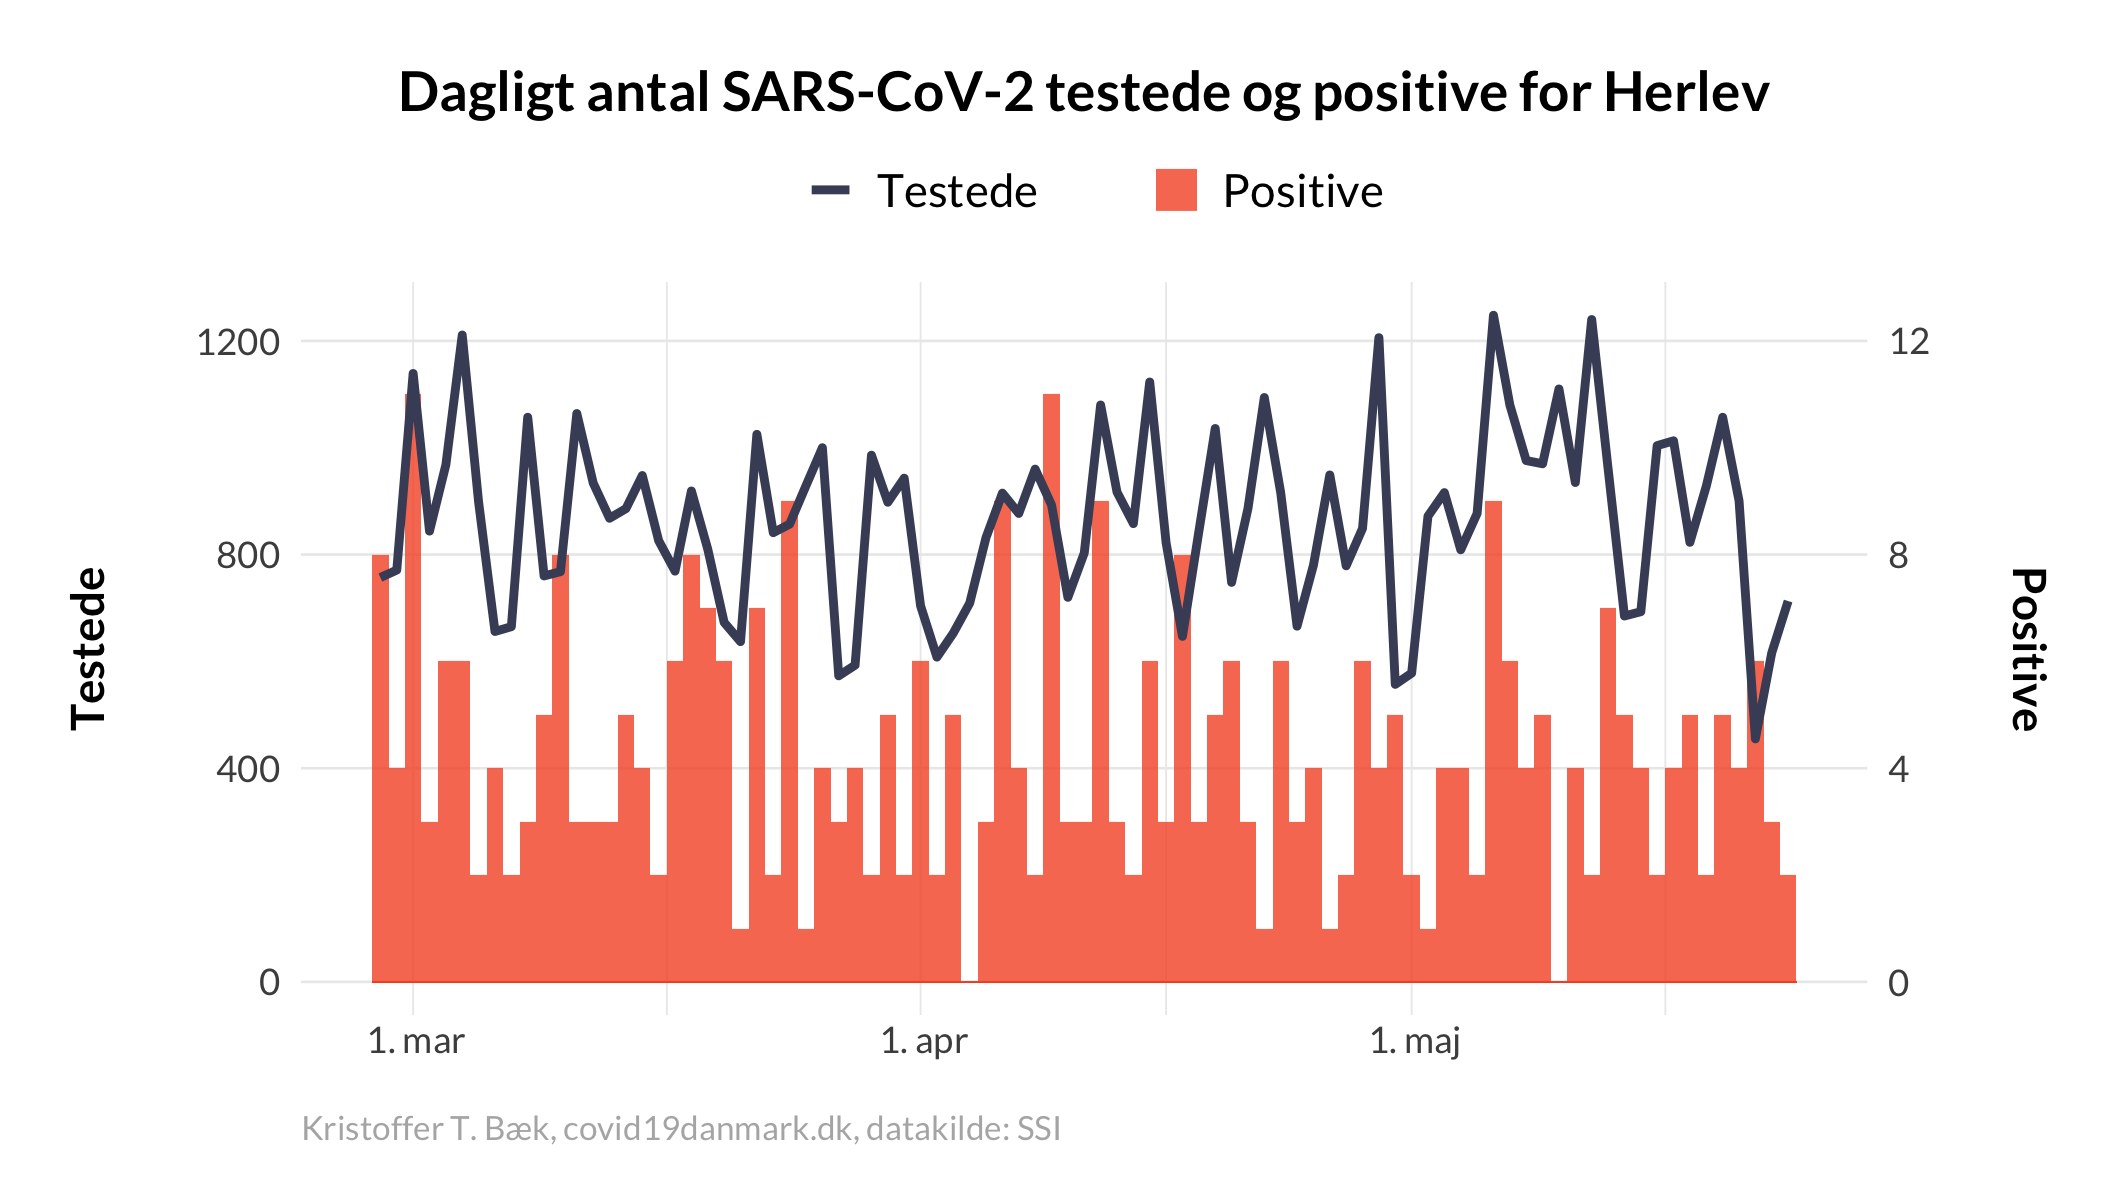 Dagligt antal SARS-CoV-2 testede og positive for Herlev
Testede Positive
1200 12
800 8
400 4
0 0
Testede
Positive
1. mar 1. apr 1. maj
Kristoffer T. Bæk, covid19danmark.dk, datakilde: SSI